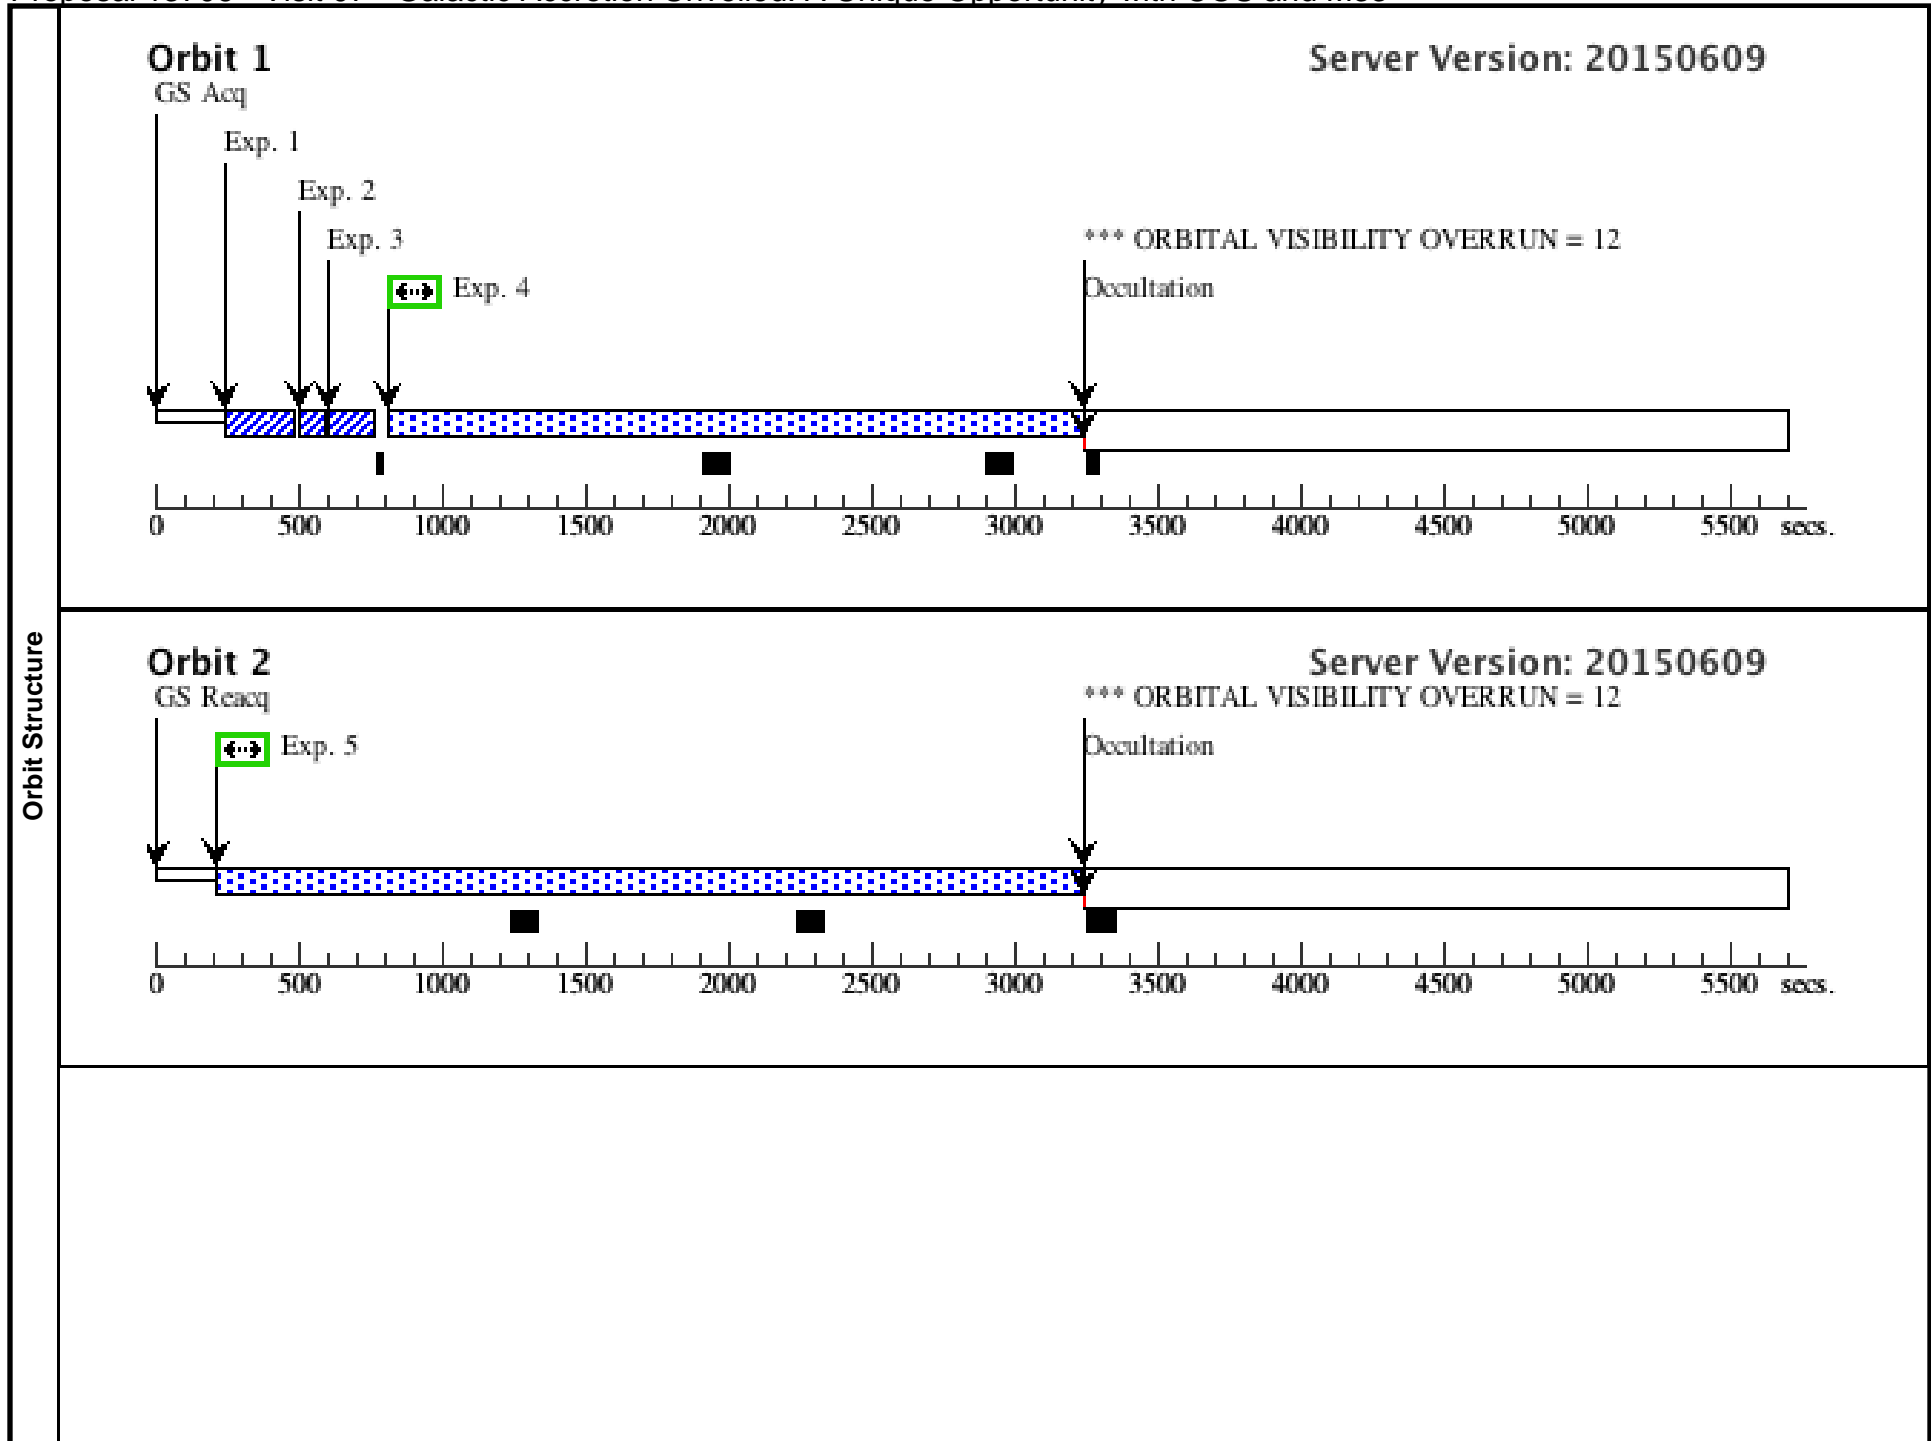 Orbit Structure
Orbit 1
Server Version: 20150609
GS Acq
Exp. 1
Exp. 2
Exp. 3
*** ORBITAL VISIBILITY OVERRUN = 12
Exp. 4
Occultation
0 500 1000 1500 2000 2500 3000 3500 4000 4500 5000 5500 secs.
Orbit 2
Server Version: 20150609
GS Reacq
*** ORBITAL VISIBILITY OVERRUN = 12
Exp. 5
Occultation
0 500 1000 1500 2000 2500 3000 3500 4000 4500 5000 5500 secs.